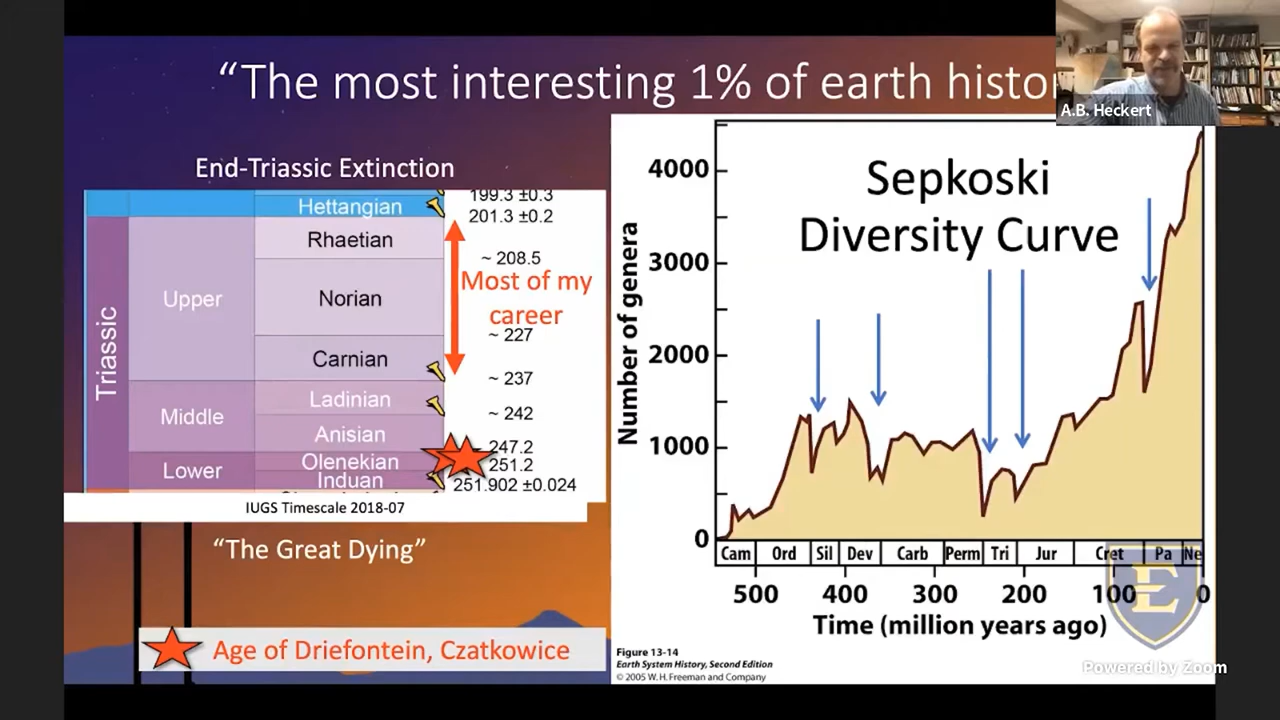 “The most interesting 1% of earth histor
A.B. Heckert
End-Triassic Extinction
Triassic
Upper
Middle
Lower
Hettangian
Rhaetian
Norian
Carnian
Ladinian
Anisian
Olenekian
Induan
199.3 ±0.3
201.3 ±0.2
~ 208.5
~ 227
~ 237
~ 242
247.2
251.2
251.902 ±0.024
Most of my
career
IUGS Timescale 2018-07
“The Great Dying”
Age of Driefontein, Czatkowice
Sepkoski
Diversity Curve
Number of genera
4000
3000
2000
1000
0
Cam Ord Sil Dev Carb Perm Tri Jur Cret Pa Ne
500 400 300 200 100 0
Time (million years ago)
Figure 13-14
Earth System History, Second Edition
© 2005 W. H. Freeman and Company
E
Powered by Zoom